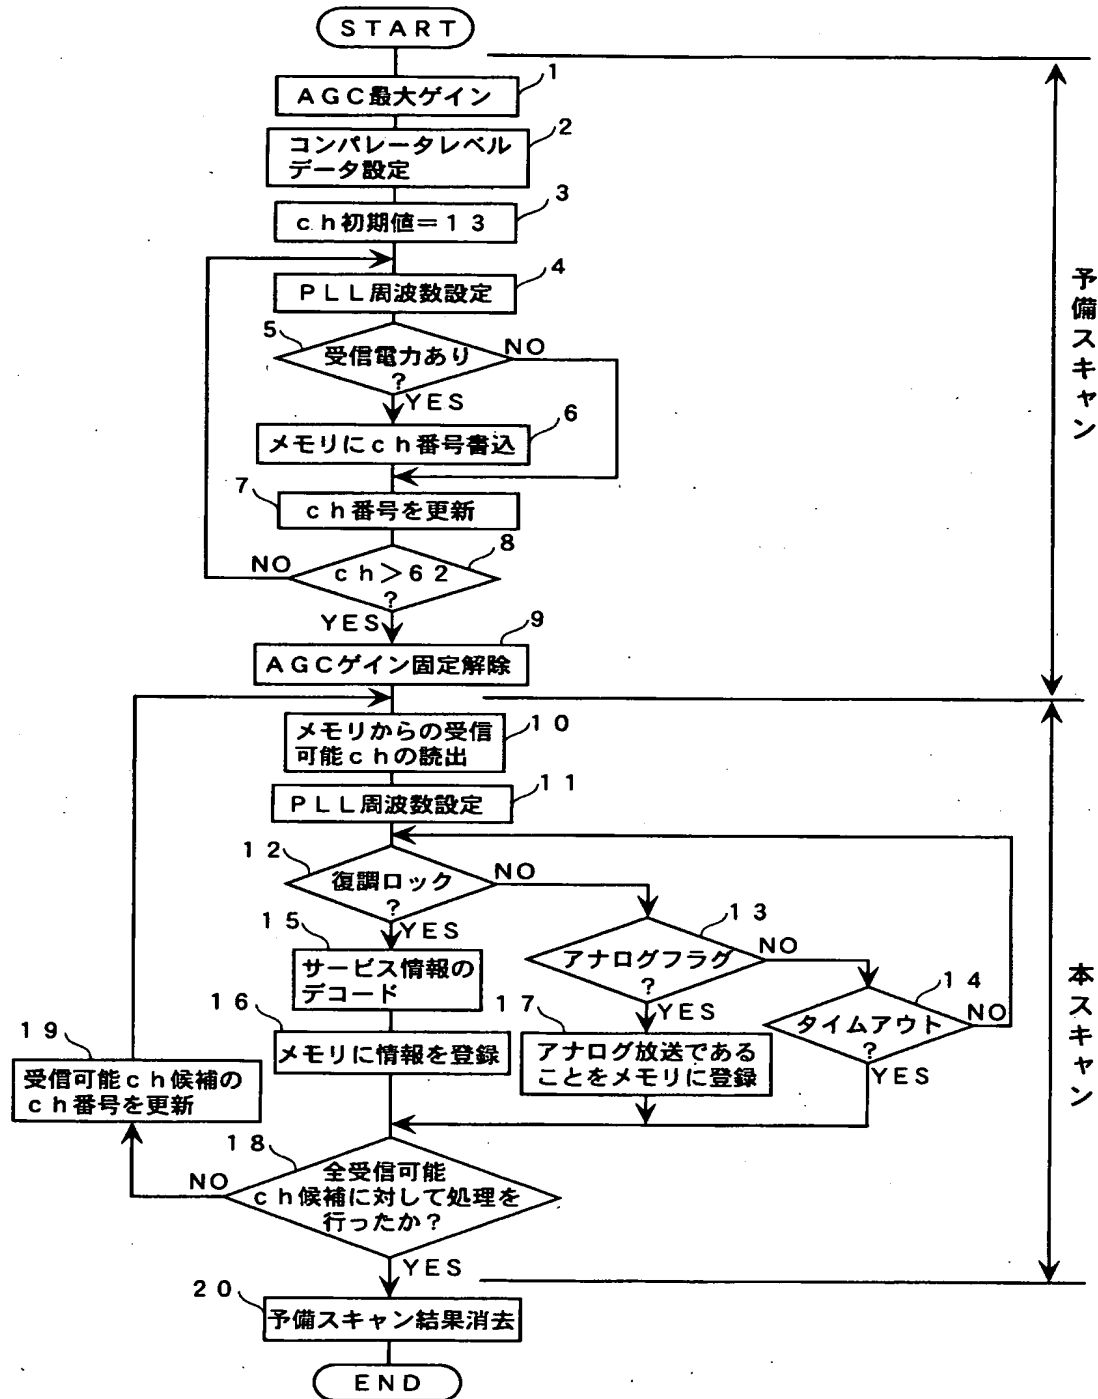 START
1
AGC最大ゲイン
2
コンパレータレベル
データ設定
3
ch初期値=13
4
PLL周波数設定
5
受信電力あり
?
NO
YES
6
メモリにch番号書込
7
ch番号を更新
8
ch>62
?
NO
YES
9
AGCゲイン固定解除
予備スキャン
10
メモリからの受信
可能chの読出
11
PLL周波数設定
12
復調ロック
?
NO
YES
13
アナログフラグ
?
NO
YES
14
タイムアウト
?
NO
YES
15
サービス情報の
デコード
16
メモリに情報を登録
17
アナログ放送である
ことをメモリに登録
18
全受信可能
ch候補に対して処理を
行ったか?
NO
YES
19
受信可能ch候補の
ch番号を更新
本スキャン
20
予備スキャン結果消去
END